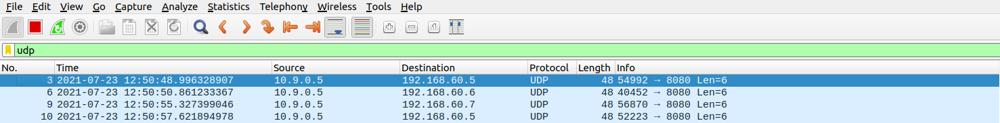 File Edit View Go Capture Analyze Statistics Telephony Wireless Tools Help
udp
No. Time Source Destination Protocol Length Info
3 2021-07-23 12:50:48.996328907 10.9.0.5 192.168.60.5 UDP 48 54992 → 8080 Len=6
6 2021-07-23 12:50:50.861233367 10.9.0.5 192.168.60.6 UDP 48 40452 → 8080 Len=6
9 2021-07-23 12:50:55.327399046 10.9.0.5 192.168.60.7 UDP 48 56870 → 8080 Len=6
10 2021-07-23 12:50:57.621894978 10.9.0.5 192.168.60.5 UDP 48 52223 → 8080 Len=6